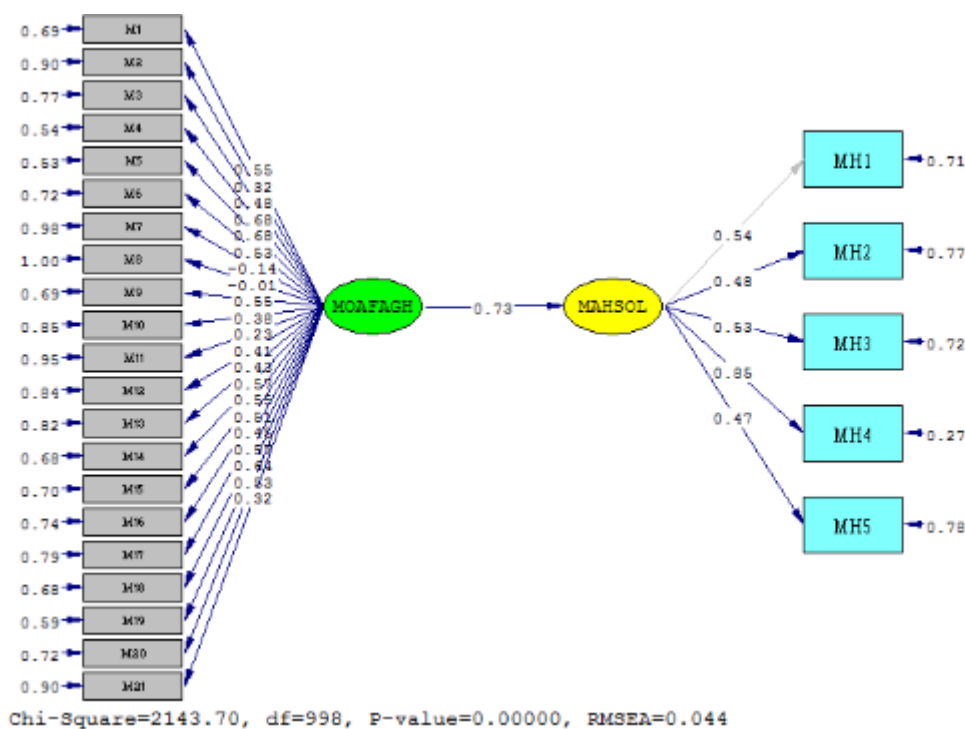 0.69 M1
0.90 M2
0.77 M3
0.54 M4
0.53 M5
0.72 M6
0.98 M7
1.00 M8
0.69 M9
0.85 M10
0.95 M11
0.84 M12
0.82 M13
0.68 M14
0.70 M15
0.74 M16
0.79 M17
0.68 M18
0.59 M19
0.72 M20
0.90 M21
0.55
0.32
0.48
0.68
0.68
0.53
-0.14
-0.01
0.55
0.38
0.23
0.41
0.64
0.32
MOAFAGH
0.73
MAHSOL
0.54
0.48
0.53
0.85
0.47
MH1 0.71
MH2 0.77
MH3 0.72
MH4 0.27
MH5 0.78
Chi-Square=2143.70, df=998, P-value=0.00000, RMSEA=0.044